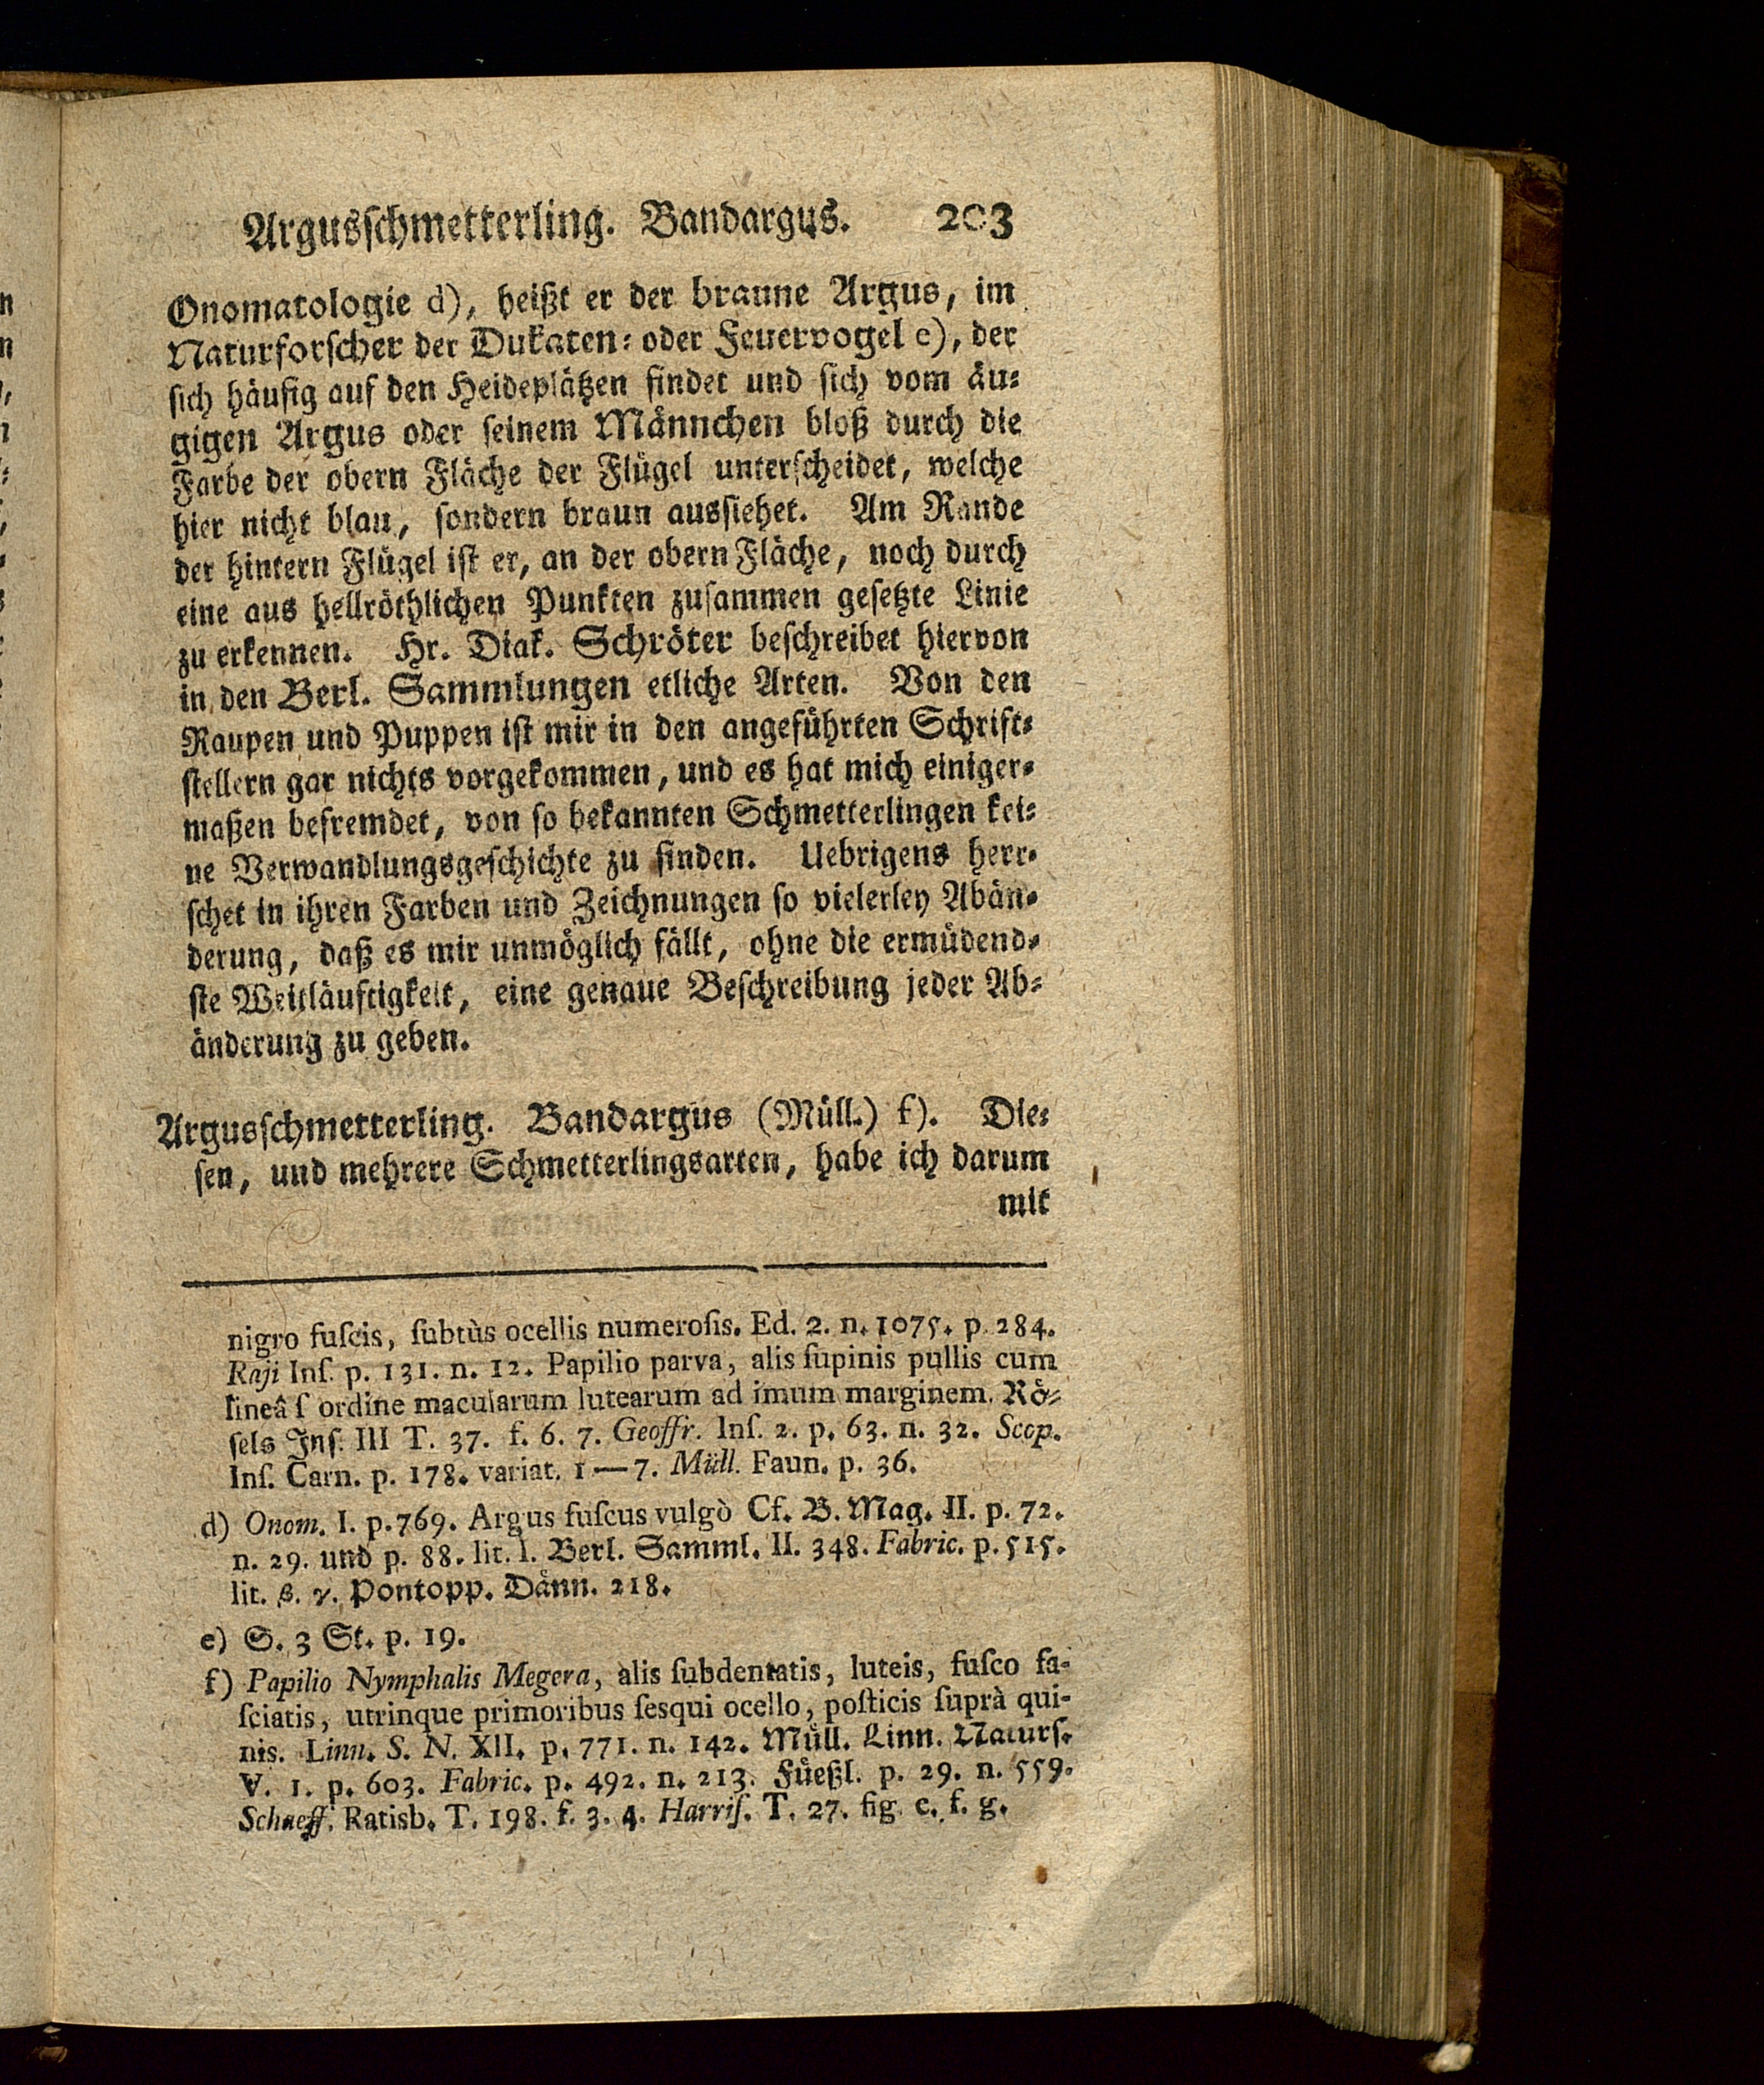 Argusschmetterling. Bandargus. 203
Onomatologie d), heißt er der braune Argus, im
Naturforscher der Dukaten- oder Feuervogel e), der
sich häufig auf den Heideplätzen findet und sich vom äu-
gigen Argus oder seinem Männchen bloß durch die
Farbe der obern Fläche der Flügel unterscheidet, welche
hier nicht blau, sondern braun aussiehet. Am Rande
der hintern Flügel ist er, an der obern Fläche, noch durch
eine aus hellröthlichen Punkten zusammen gesetzte Linie
zu erkennen. Hr. Diak. Schröter beschreibet hiervon
in den Berl. Sammlungen etliche Arten. Von den
Raupen und Puppen ist mir in den angeführten Schrift-
stellern gar nichts vorgekommen, und es hat mich einiger-
maßen befremdet, von so bekannten Schmetterlingen kei-
ne Verwandlungsgeschichte zu finden. Uebrigens herr-
schet in ihren Farben und Zeichnungen so vielerley Abän-
derung, daß es mir unmöglich fällt, ohne die ermüdend-
ste Weitläuftigkeit, eine genaue Beschreibung jeder Ab-
änderung zu geben.
Argusschmetterling. Bandargus (Müll.) f). Die-
sen, und mehrere Schmetterlingsarten, habe ich darum
mit
nigro fuſcis, ſubtùs ocellis numeroſis. Ed. 2. n. 1075. p. 284.
Raji Inſ. p. 131. n. 12. Papilio parva, alis ſupinis pullis cum
lineâ ſ ordine macularum lutearum ad imum marginem. Rö-
sels Inſ. III T. 37. f. 6. 7. Geoffr. Inſ. 2. p. 63. n. 32. Scop.
Inſ. Carn. p. 178. variat. 1—7. Müll. Faun. p. 36.
d) Onom. I. p. 769. Argus fuſcus vulgò Cf. B. Mag. II. p. 72.
n. 29. und p. 88. lit. l. Berl. Samml. II. 348. Fabric. p. 515.
lit. β. γ. Pontopp. Dänn. 218.
e) S. 3 St. p. 19.
f) Papilio Nymphalis Megera, alis ſubdentatis, luteis, fuſco fa-
ſciatis, utrinque primoribus ſesqui ocello, poſticis ſuprà qui-
nis. Linn. S. N. XII. p. 771. n. 142. Müll. Linn. Naturs.
V. 1. p. 603. Fabric. p. 492. n. 213. Füeßl. p. 29. n. 559.
Schaeff. Ratisb. T. 198. f. 3. 4. Harriſ. T. 27. fig. e. f. g.